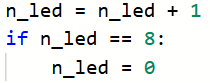 n_led = n_led + 1
if n_led == 8:
    n_led = 0